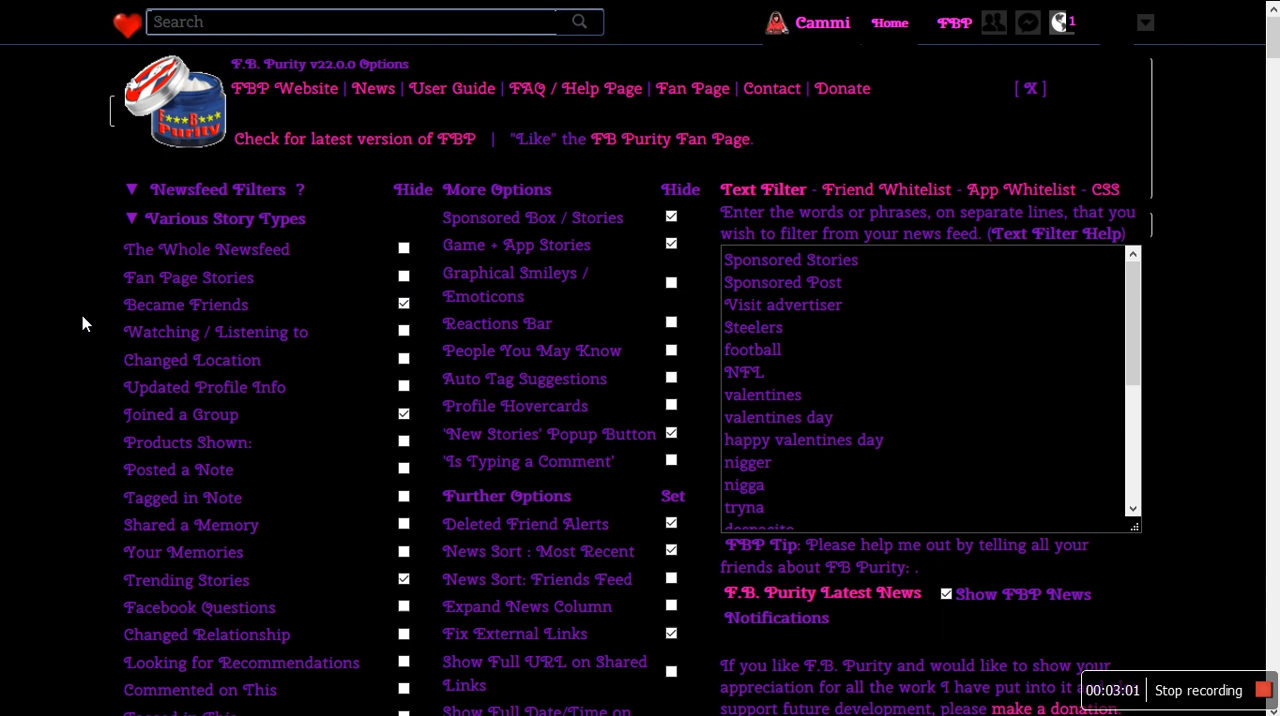 Search
Cammi Home FBP 1
F.B. Purity v22.0.0 Options
FBP Website | News | User Guide | FAQ / Help Page | Fan Page | Contact | Donate
[ X ]
Check for latest version of FBP | "Like" the FB Purity Fan Page.
F***B***
Purity
▼ Newsfeed Filters ? Hide
▼ Various Story Types
The Whole Newsfeed
Fan Page Stories
Became Friends
Watching / Listening to
Changed Location
Updated Profile Info
Joined a Group
Products Shown:
Posted a Note
Tagged in Note
Shared a Memory
Your Memories
Trending Stories
Facebook Questions
Changed Relationship
Looking for Recommendations
Commented on This
More Options Hide
Sponsored Box / Stories
Game + App Stories
Graphical Smileys /
Emoticons
Reactions Bar
People You May Know
Auto Tag Suggestions
Profile Hovercards
'New Stories' Popup Button
'Is Typing a Comment'
Further Options Set
Deleted Friend Alerts
News Sort : Most Recent
News Sort: Friends Feed
Expand News Column
Fix External Links
Show Full URL on Shared
Links
Show Full Date/Time on
Text Filter - Friend Whitelist - App Whitelist - CSS
Enter the words or phrases, on separate lines, that you
wish to filter from your news feed. (Text Filter Help)
Sponsored Stories
Sponsored Post
Visit advertiser
Steelers
football
NFL
valentines
valentines day
happy valentines day
nigger
nigga
tryna
despacito
FBP Tip: Please help me out by telling all your
friends about FB Purity: .
F.B. Purity Latest News Show FBP News
Notifications
If you like F.B. Purity and would like to show your
appreciation for all the work I have put into it a
support future development, please make a donation.
00:03:01 Stop recording